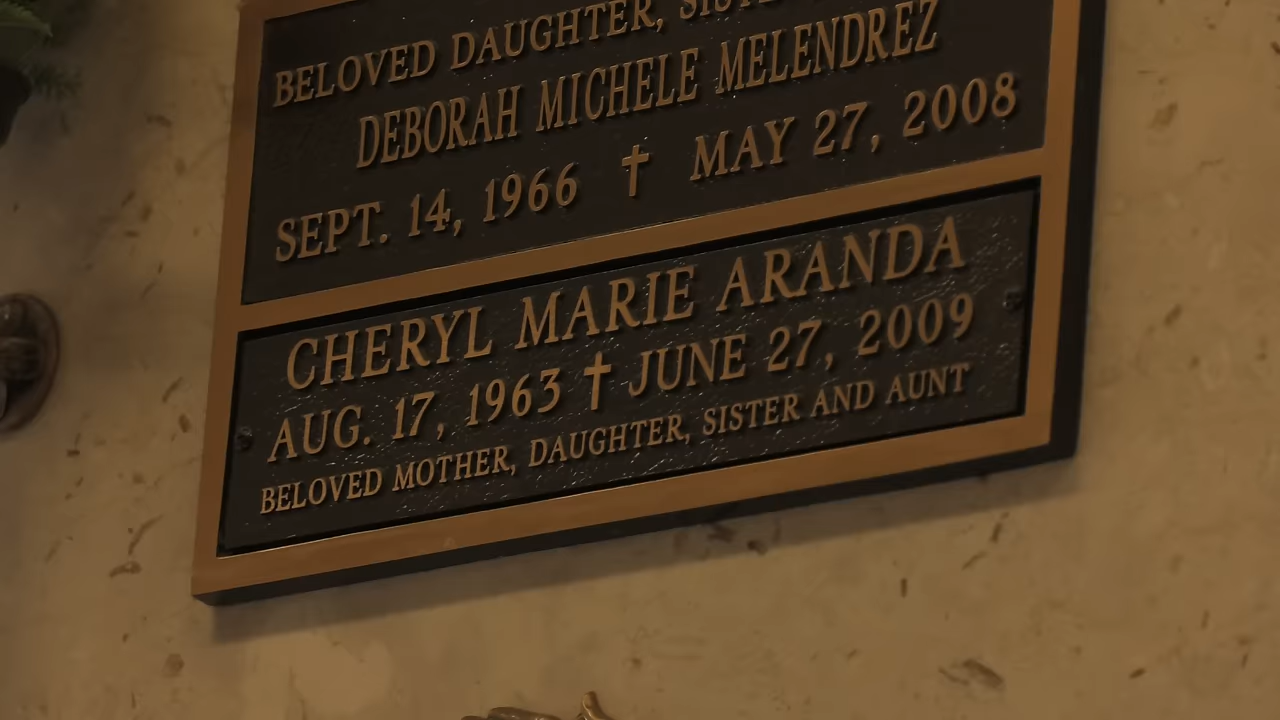 BELOVED DAUGHTER, SISTER
DEBORAH MICHELE MELENDREZ
SEPT. 14, 1966 † MAY 27, 2008
CHERYL MARIE ARANDA
AUG. 17, 1963 † JUNE 27, 2009
BELOVED MOTHER, DAUGHTER, SISTER AND AUNT